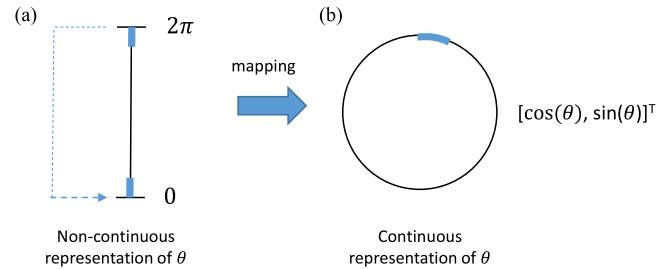 (a)
2π
0
Non-continuous
representation of θ
mapping
(b)
[cos(θ), sin(θ)]ᵀ
Continuous
representation of θ